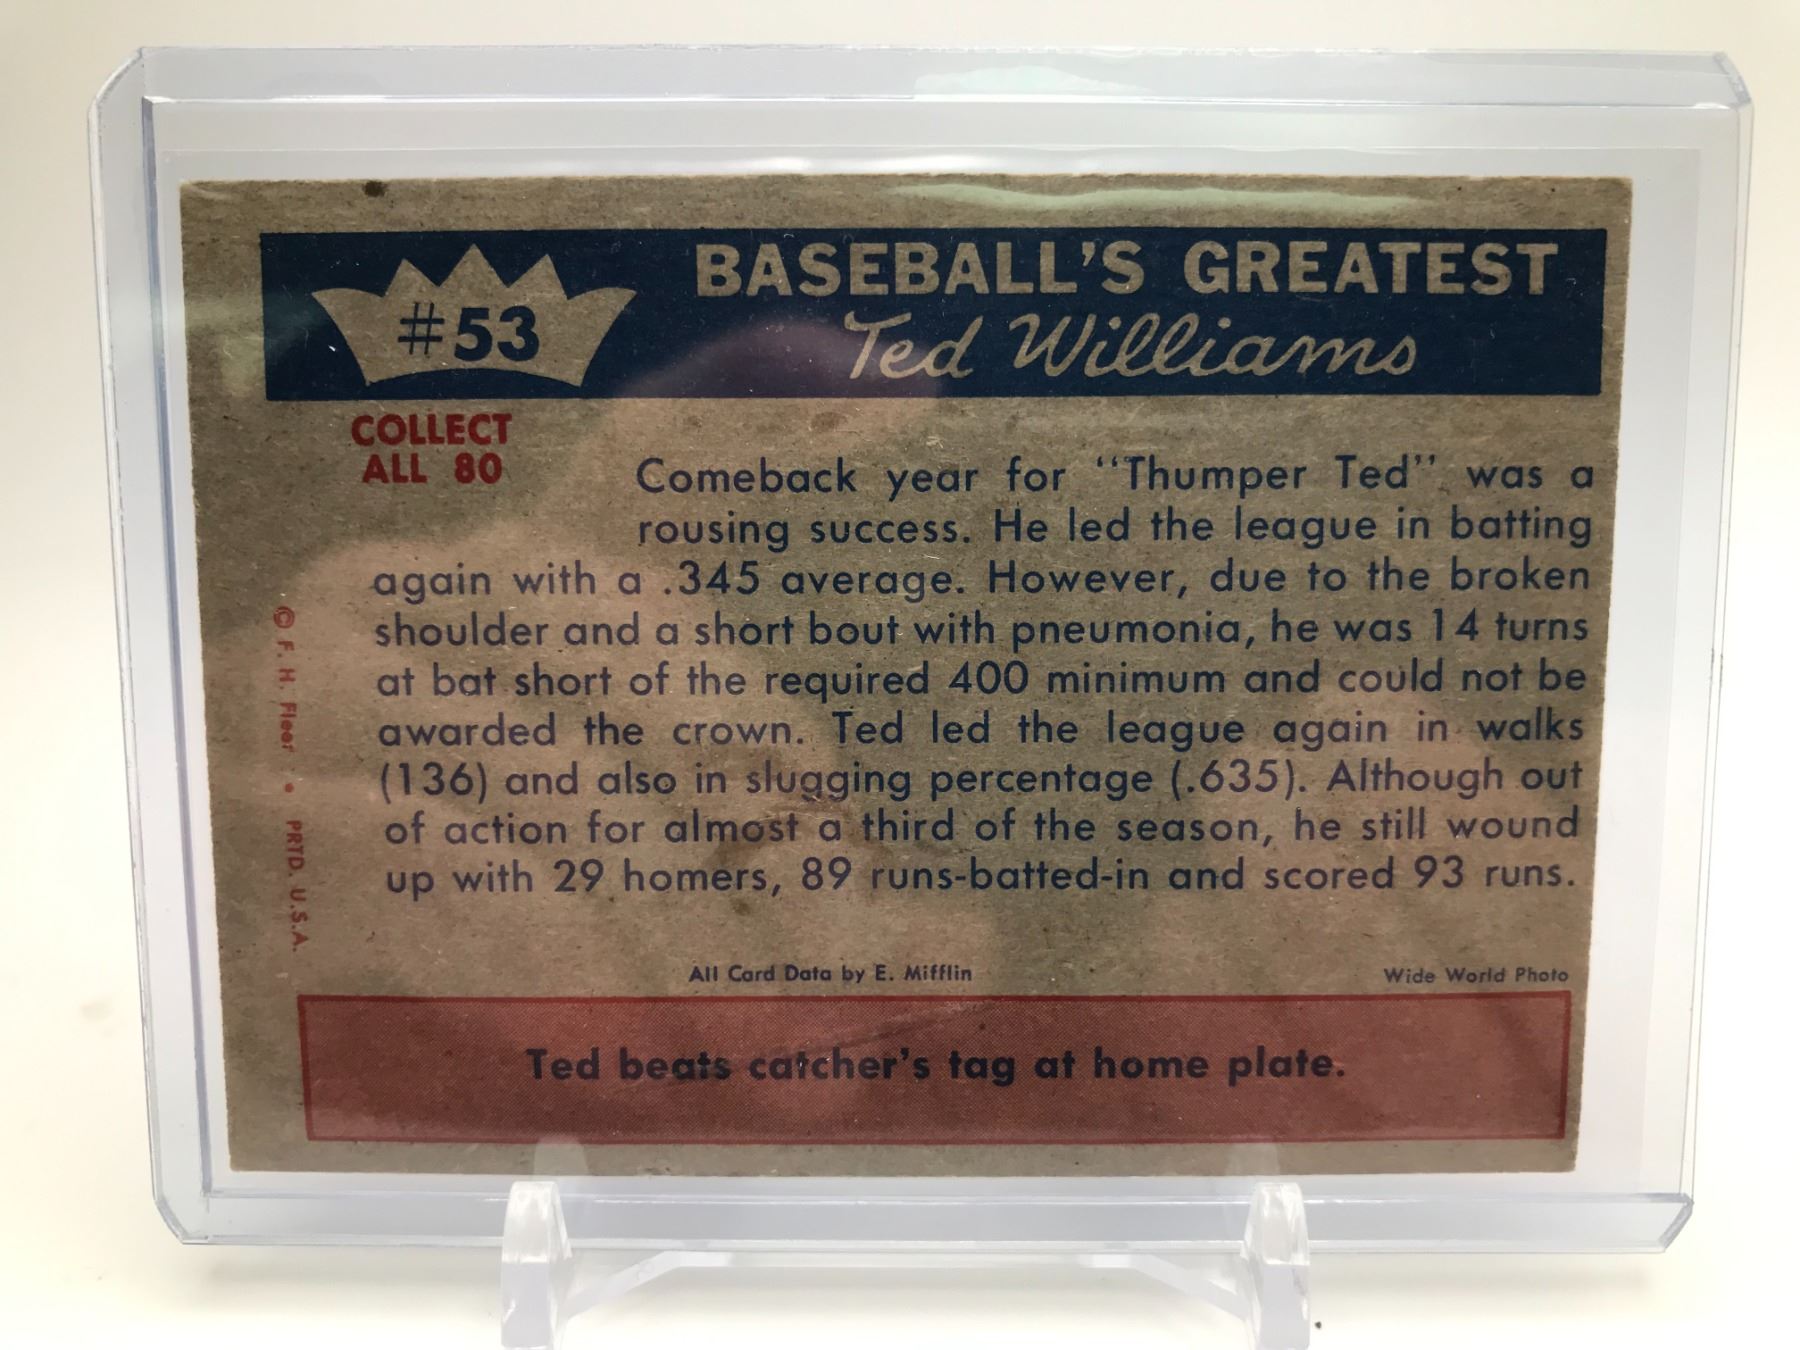 #53
BASEBALL'S GREATEST
Ted Williams
COLLECT
ALL 80
Comeback year for "Thumper Ted" was a
rousing success. He led the league in batting
again with a .345 average. However, due to the broken
shoulder and a short bout with pneumonia, he was 14 turns
at bat short of the required 400 minimum and could not be
awarded the crown. Ted led the league again in walks
(136) and also in slugging percentage (.635). Although out
of action for almost a third of the season, he still wound
up with 29 homers, 89 runs-batted-in and scored 93 runs.
© F. H. Fleer • PRTD. U.S.A.
All Card Data by E. Mifflin
Wide World Photo
Ted beats catcher's tag at home plate.